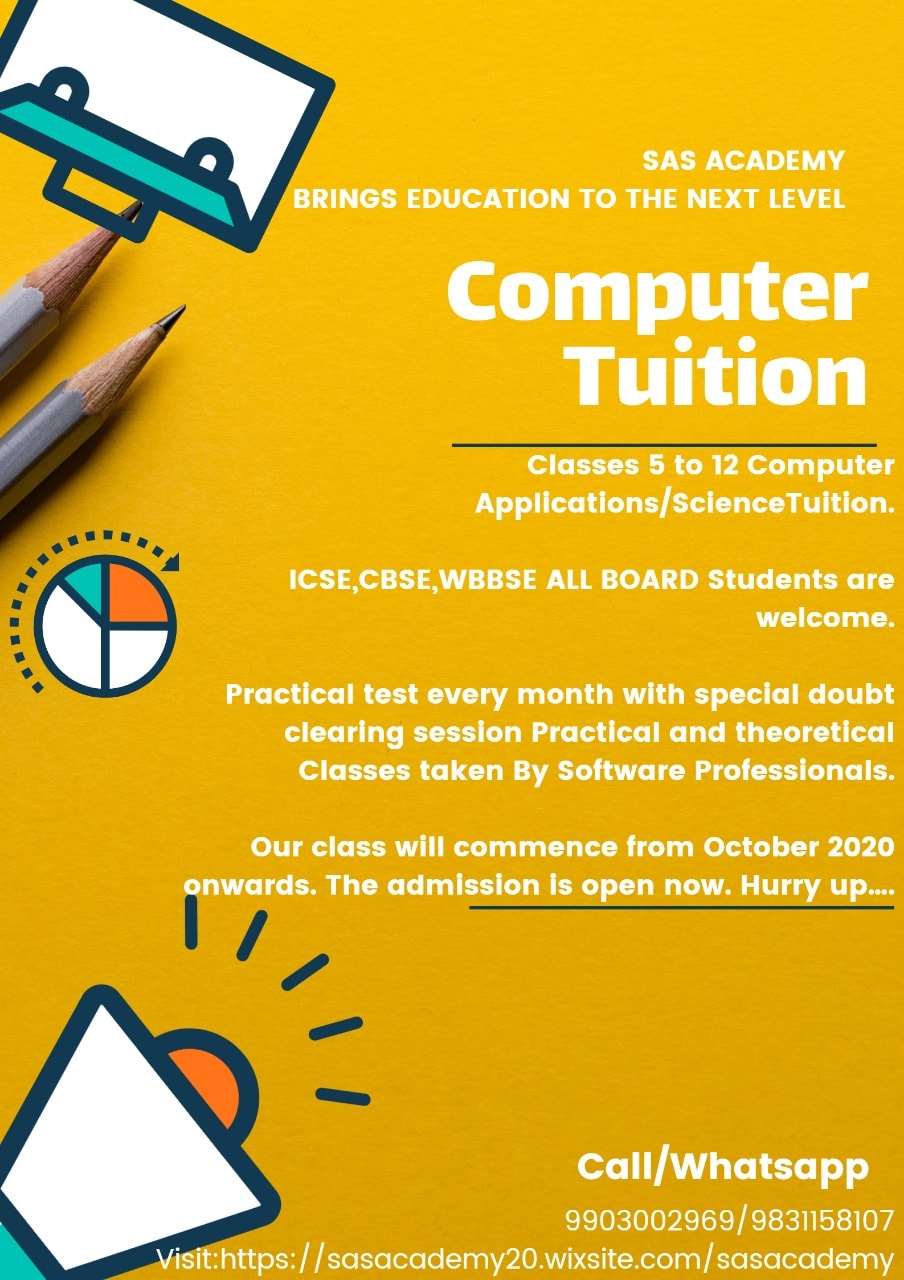 SAS ACADEMY
BRINGS EDUCATION TO THE NEXT LEVEL
Computer
Tuition
Classes 5 to 12 Computer
Applications/ScienceTuition.
ICSE,CBSE,WBBSE ALL BOARD Students are
welcome.
Practical test every month with special doubt
clearing session Practical and theoretical
Classes taken By Software Professionals.
Our class will commence from October 2020
onwards. The admission is open now. Hurry up....
Call/Whatsapp
9903002969/9831158107
Visit:https://sasacademy20.wixsite.com/sasacademy